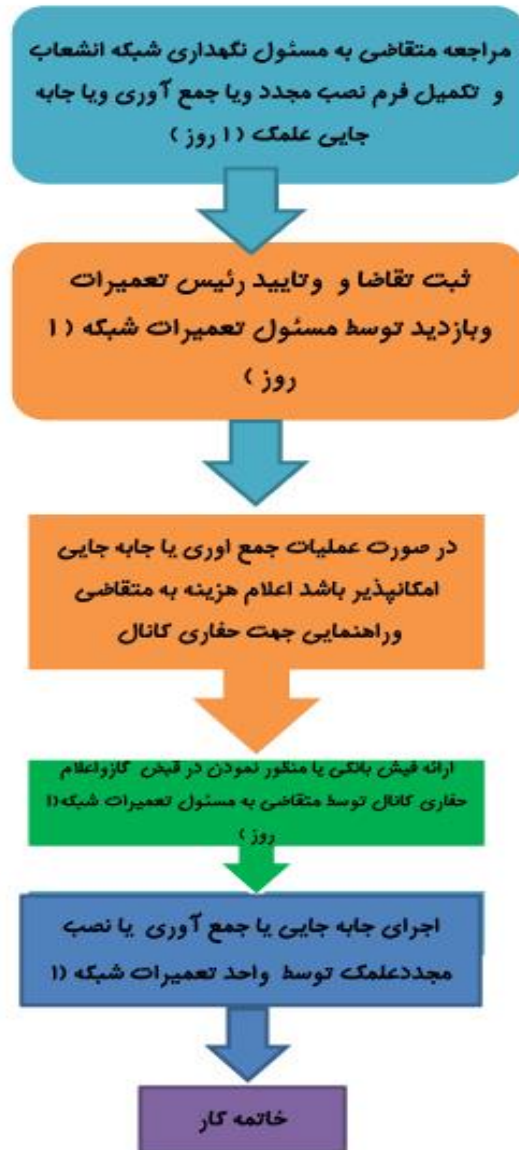 مراجعه متقاضی به مسئول نگهداری شبکه انشعاب
و تکمیل فرم نصب مجدد ویا جمع آوری ویا جابه
جایی علمک (۱ روز)
ثبت تقاضا و وتایید رئیس تعمیرات
وبازدید توسط مسئول تعمیرات شبکه (۱
روز)
در صورت عملیات جمع اوری یا جابه جایی
امکانپذیر باشد اعلام هزینه به متقاضی
وراهنمایی جهت حفاری کانال
ارائه فیش بانکی یا منظور نمودن در قبض گازواعلام
حفاری کانال توسط متقاضی به مسئول تعمیرات شبکه(۱
روز)
اجرای جابه جایی یا جمع آوری یا نصب
مجددعلمک توسط واحد تعمیرات شبکه (۱
خاتمه کار